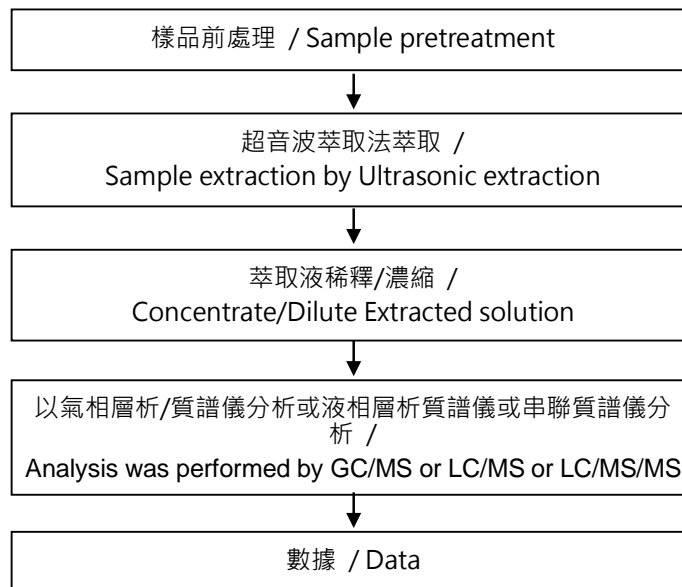 樣品前處理 / Sample pretreatment
超音波萃取法萃取 /
Sample extraction by Ultrasonic extraction
萃取液稀釋/濃縮 /
Concentrate/Dilute Extracted solution
以氣相層析/質譜儀分析或液相層析質譜儀或串聯質譜儀分
析 /
Analysis was performed by GC/MS or LC/MS or LC/MS/MS
數據 / Data